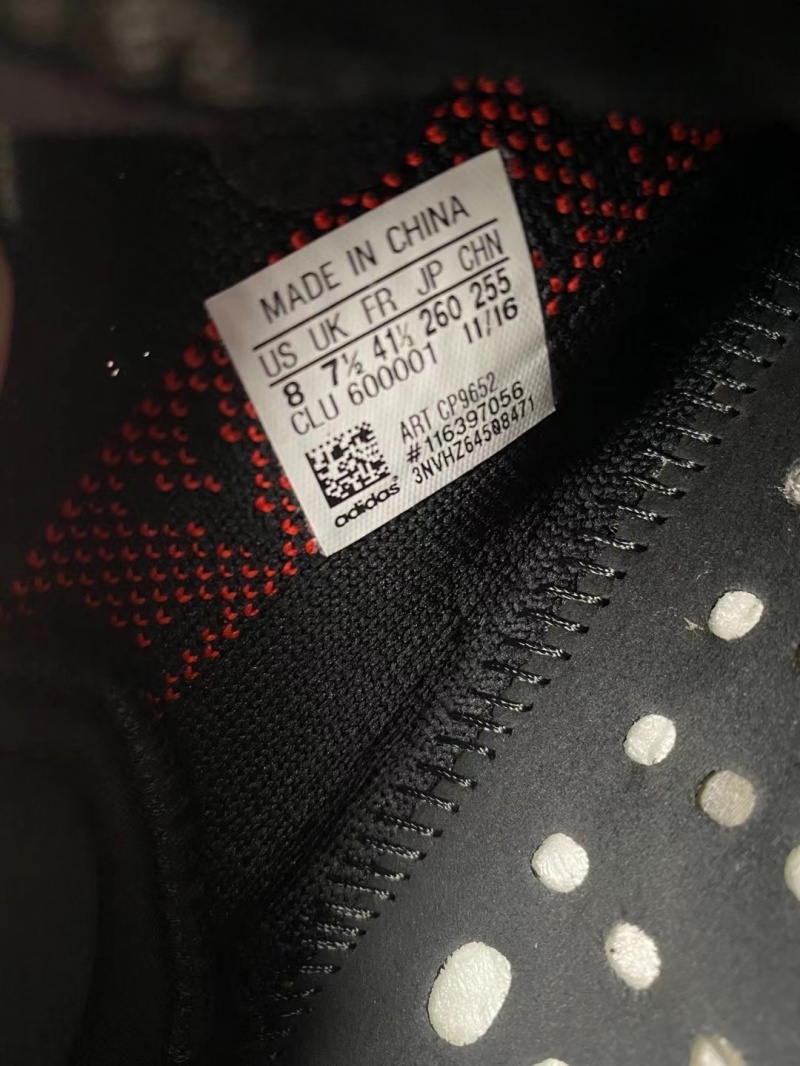 MADE IN CHINA
US UK FR JP CHN
8 7½ 41⅓ 260 255
CLU 600001 11/16
ART CP9652
#116397056
3NVHZ64508471
adidas